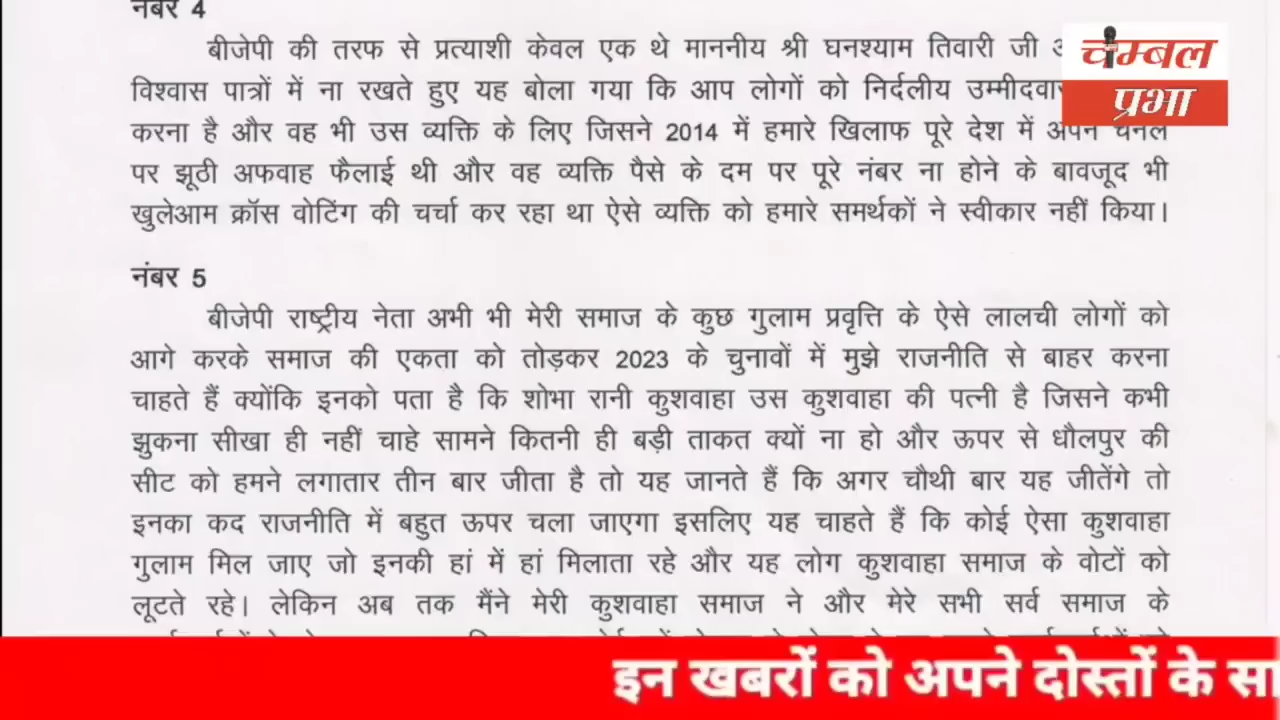 नंबर 4
बीजेपी की तरफ से प्रत्याशी केवल एक थे माननीय श्री घनश्याम तिवारी जी
विश्वास पात्रों में ना रखते हुए यह बोला गया कि आप लोगों को निर्दलीय
करना है और वह भी उस व्यक्ति के लिए जिसने 2014 में हमारे खिलाफ पूरे देश में अपने चैनल
पर झूठी अफवाह फैलाई थी और वह व्यक्ति पैसे के दम पर पूरे नंबर ना होने के बावजूद भी
खुलेआम क्रॉस वोटिंग की चर्चा कर रहा था ऐसे व्यक्ति को हमारे समर्थकों ने स्वीकार नहीं किया।
नंबर 5
बीजेपी राष्ट्रीय नेता अभी भी मेरी समाज के कुछ गुलाम प्रवृत्ति के ऐसे लालची लोगों को
आगे करके समाज की एकता को तोड़कर 2023 के चुनावों में मुझे राजनीति से बाहर करना
चाहते हैं क्योंकि इनको पता है कि शोभा रानी कुशवाहा उस कुशवाहा की पत्नी है जिसने कभी
झुकना सीखा ही नहीं चाहे सामने कितनी ही बड़ी ताकत क्यों ना हो और ऊपर से धौलपुर की
सीट को हमने लगातार तीन बार जीता है तो यह जानते हैं कि अगर चौथी बार यह जीतेंगे तो
इनका कद राजनीति में बहुत ऊपर चला जाएगा इसलिए यह चाहते हैं कि कोई ऐसा कुशवाहा
गुलाम मिल जाए जो इनकी हां में हां मिलाता रहे और यह लोग कुशवाहा समाज के वोटों को
लूटते रहे। लेकिन अब तक मैंने मेरी कुशवाहा समाज ने और मेरे सभी सर्व समाज के
चम्बल
प्रभा
इन खबरों को अपने दोस्तों के